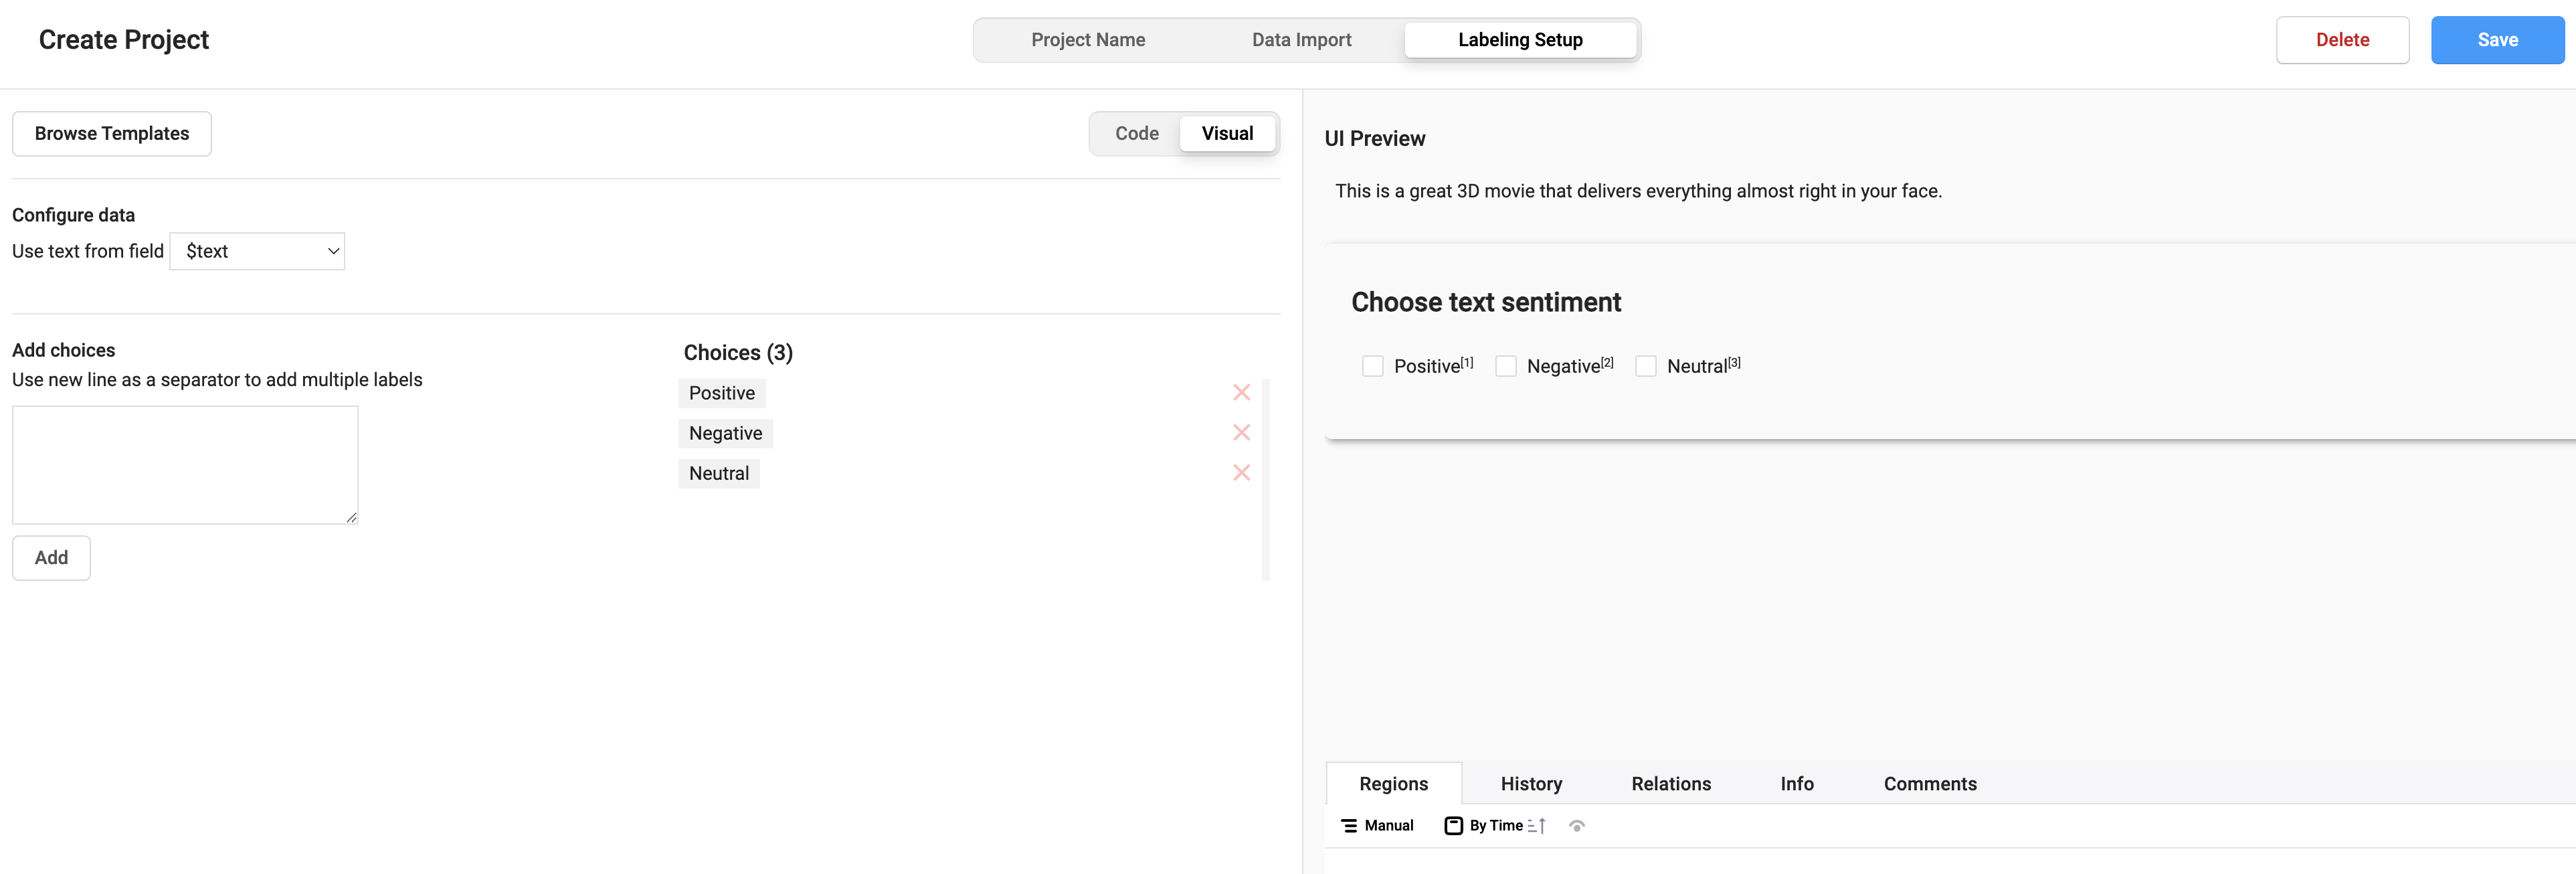 Create Project
Project Name
Data Import
Labeling Setup
Delete
Save
Browse Templates
Code
Visual
Configure data
Use text from field
$text
Add choices
Use new line as a separator to add multiple labels
Add
Choices (3)
Positive
Negative
Neutral
UI Preview
This is a great 3D movie that delivers everything almost right in your face.
Choose text sentiment
Positive[1]
Negative[2]
Neutral[3]
Regions
History
Relations
Info
Comments
Manual
By Time